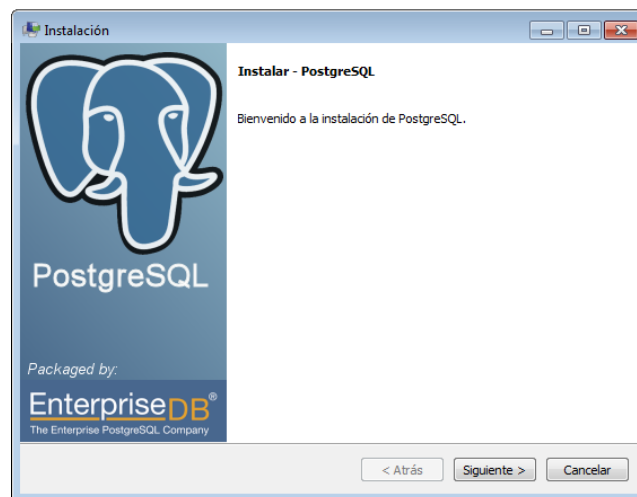 Instalación
Instalar - PostgreSQL
Bienvenido a la instalación de PostgreSQL.
PostgreSQL
Packaged by:
EnterpriseDB®
The Enterprise PostgreSQL Company
< Atrás
Siguiente >
Cancelar